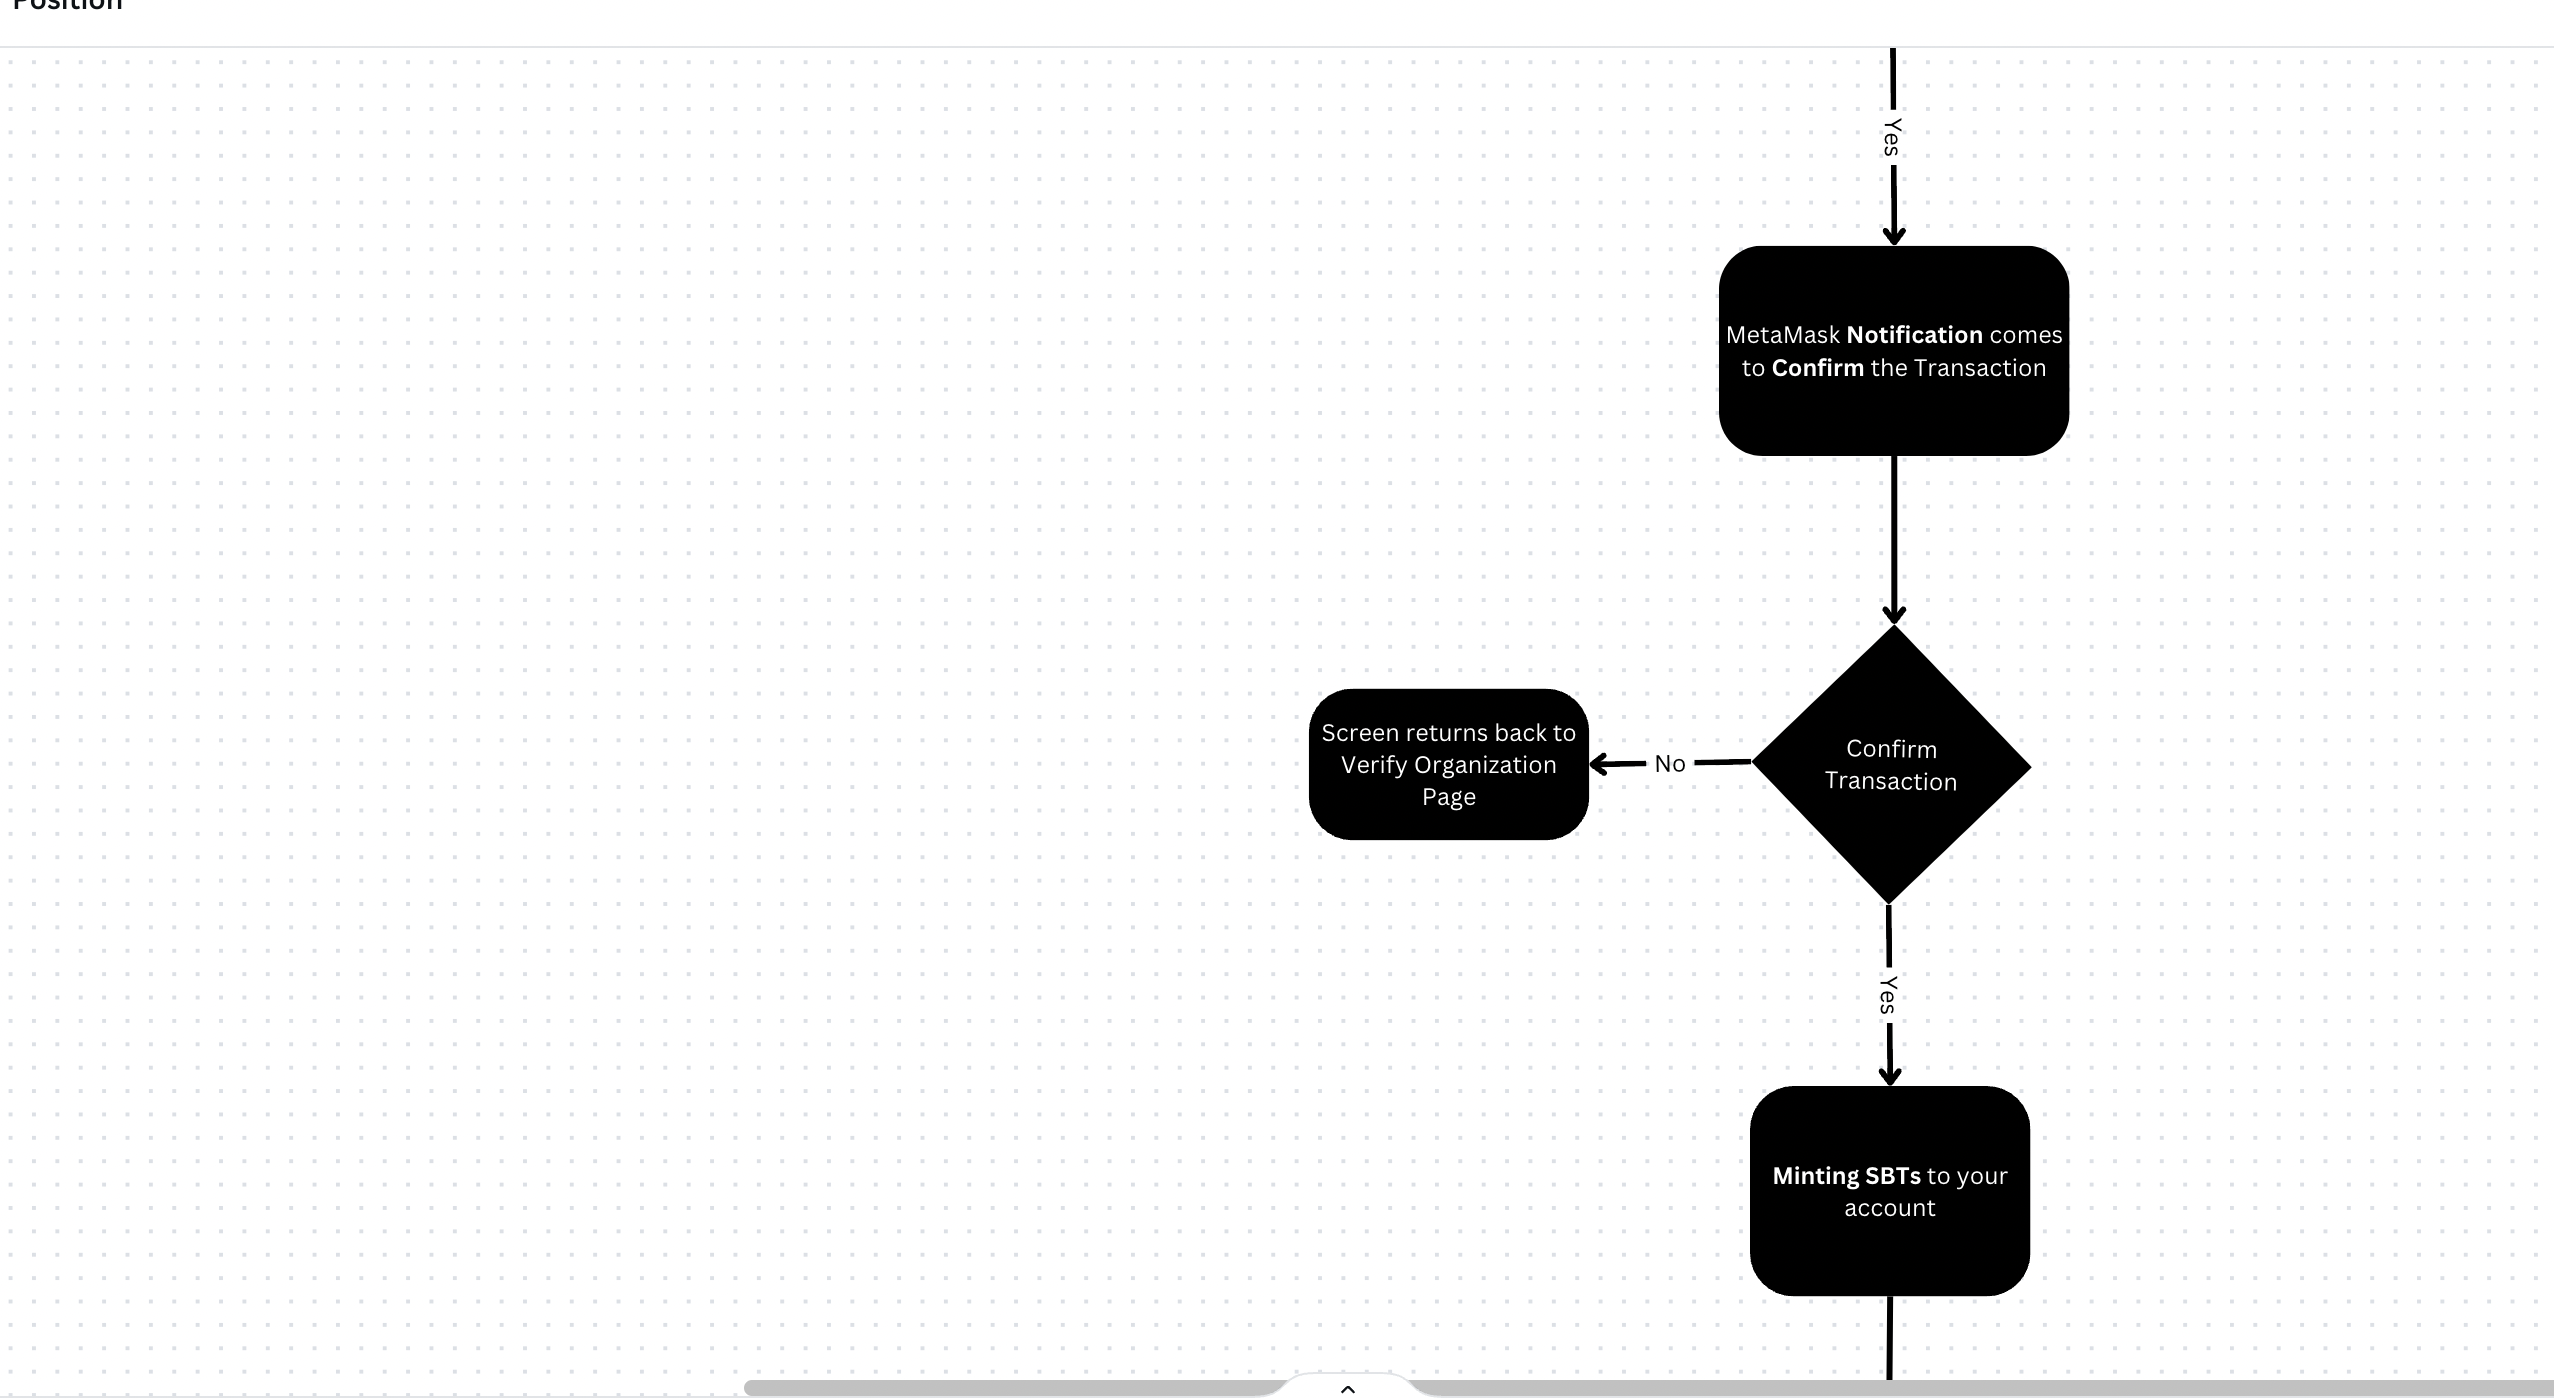 Position
Yes
MetaMask Notification comes
to Confirm the Transaction
Screen returns back to
Verify Organization
Page
No
Confirm
Transaction
Yes
Minting SBTs to your
account